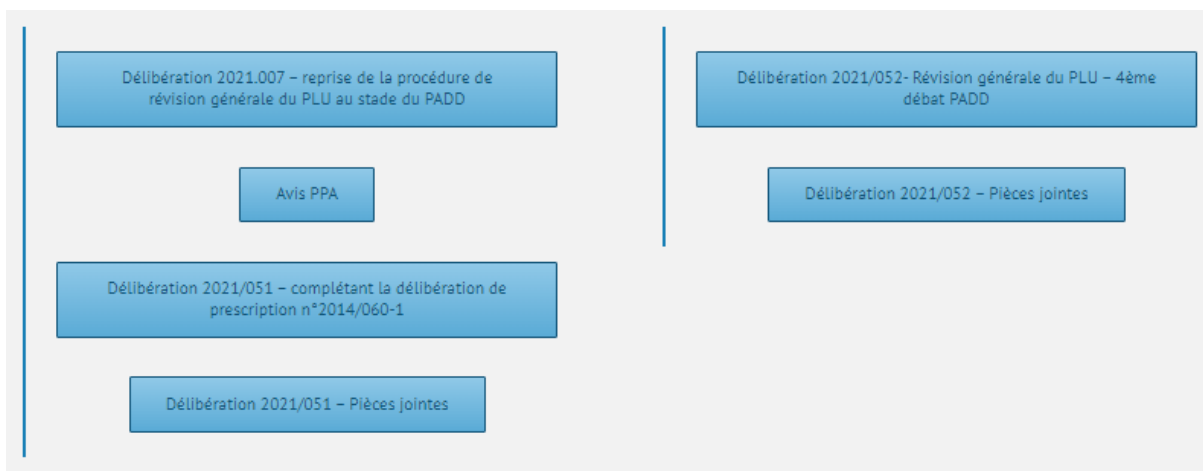 Délibération 2021.007 – reprise de la procédure de
révision générale du PLU au stade du PADD
Avis PPA
Délibération 2021/051 – complétant la délibération de
prescription n°2014/060-1
Délibération 2021/051 – Pièces jointes
Délibération 2021/052- Révision générale du PLU – 4ème
débat PADD
Délibération 2021/052 – Pièces jointes